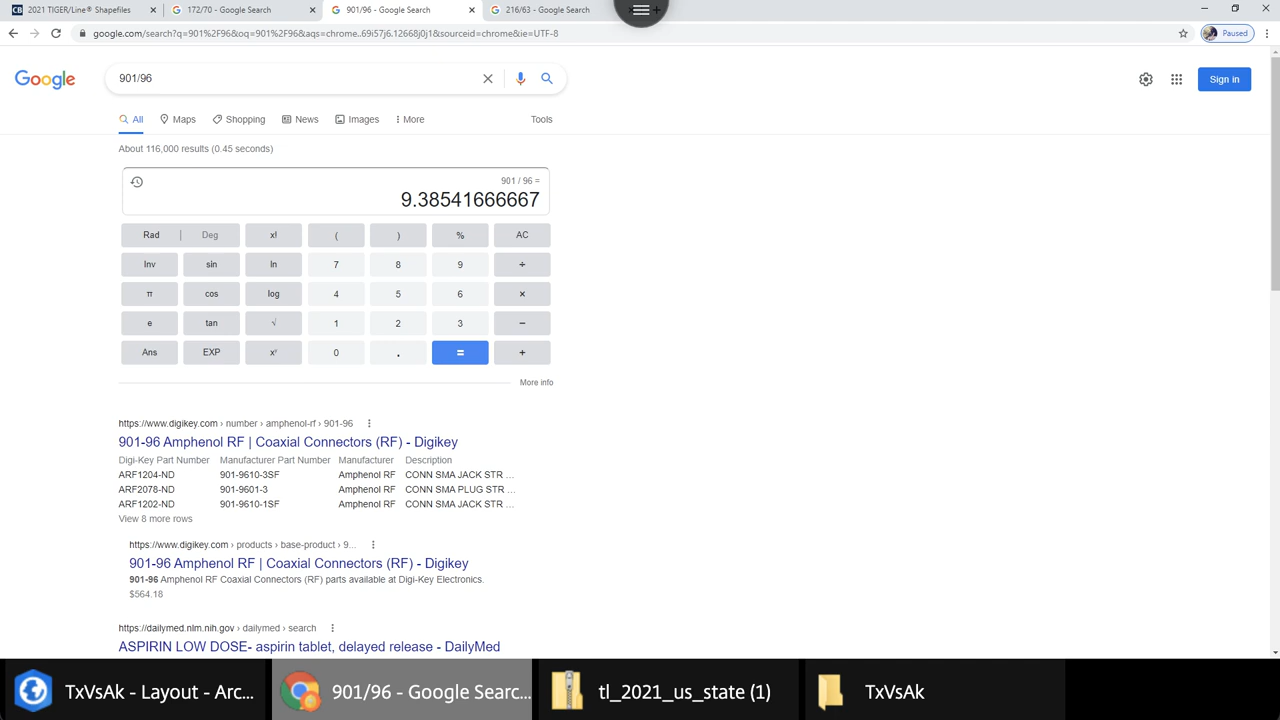 2021 TIGER/Line® Shapefiles
172/70 - Google Search
901/96 - Google Search
216/63 - Google Search
google.com/search?q=901%2F96&oq=901%2F96&aqs=chrome..69i57j6.12668j0j1&sourceid=chrome&ie=UTF-8
Paused
Google
901/96
Sign in
All
Maps
Shopping
News
Images
More
Tools
About 116,000 results (0.45 seconds)
901 / 96 =
9.38541666667
Rad | Deg x! ( ) % AC
Inv sin ln 7 8 9 ÷
π cos log 4 5 6 ×
e tan √ 1 2 3 −
Ans EXP xʸ 0 . = +
More info
https://www.digikey.com › number › amphenol-rf › 901-96
901-96 Amphenol RF | Coaxial Connectors (RF) - Digikey
Digi-Key Part Number Manufacturer Part Number Manufacturer Description
ARF1204-ND 901-9610-3SF Amphenol RF CONN SMA JACK STR ...
ARF2078-ND 901-9601-3 Amphenol RF CONN SMA PLUG STR ...
ARF1202-ND 901-9610-1SF Amphenol RF CONN SMA JACK STR ...
View 8 more rows
https://www.digikey.com › products › base-product › 9...
901-96 Amphenol RF | Coaxial Connectors (RF) - Digikey
901-96 Amphenol RF Coaxial Connectors (RF) parts available at Digi-Key Electronics.
$564.18
https://dailymed.nlm.nih.gov › dailymed › search
ASPIRIN LOW DOSE- aspirin tablet, delayed release - DailyMed
TxVsAk - Layout - Arc...
901/96 - Google Searc...
tl_2021_us_state (1)
TxVsAk